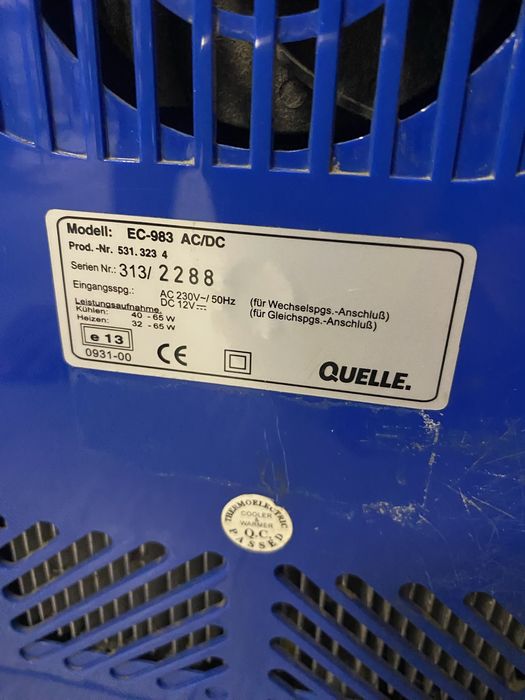 Modell: EC-983 AC/DC
Prod.-Nr. 531.323 4
Serien Nr.: 313/ 2288
Eingangsspg.: AC 230V~/ 50Hz (für Wechselspgs.-Anschluß)
DC 12V⎓ (für Gleichspgs.-Anschluß)
Leistungsaufnahme.
Kühlen: 40 - 65 W
Heizen: 32 - 65 W
e 13
0931-00
CE
QUELLE.
THERMOELECTRIC
COOLER
&
WARMER
Q.C.
PASSED